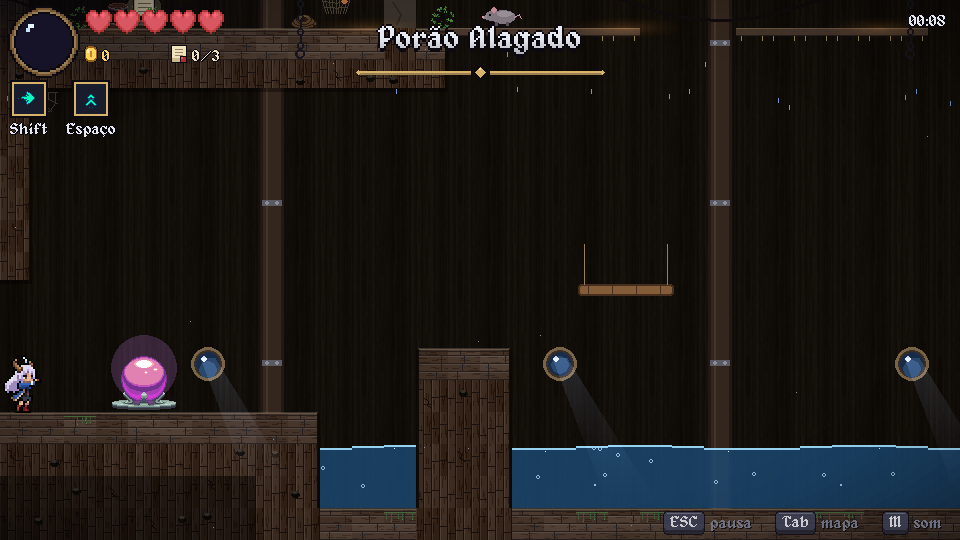 Porão Alagado
00:08
0
0/3
Shift
Espaço
ESC pausa
Tab mapa
M som